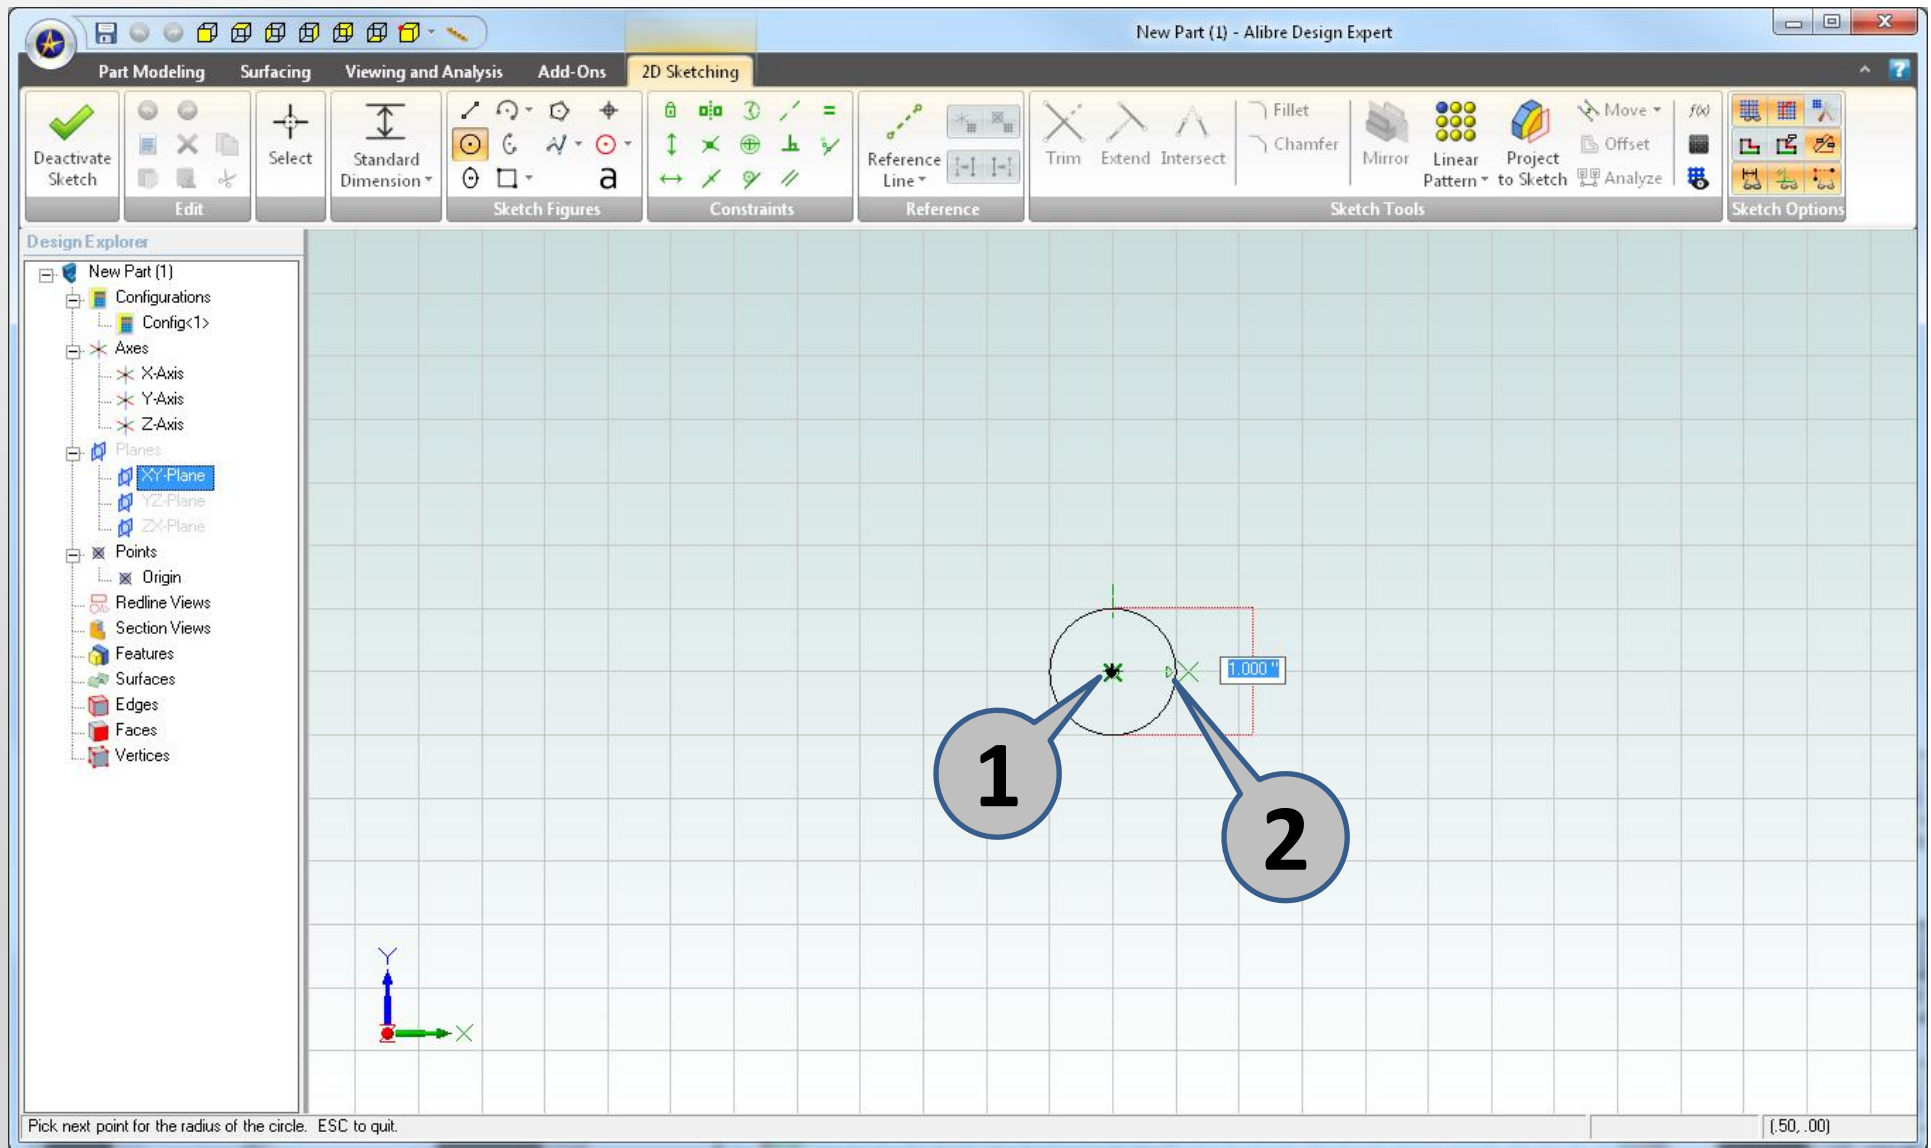 New Part (1) - Alibre Design Expert
Part Modeling Surfacing Viewing and Analysis Add-Ons 2D Sketching
Deactivate Sketch
Edit
Select
Standard Dimension
a
Sketch Figures
Constraints
Reference Line
Reference
Trim Extend Intersect
Fillet
Chamfer
Mirror
Linear Pattern
Project to Sketch
Move
Offset
Analyze
f(x)
Sketch Tools
Sketch Options
Design Explorer
New Part (1)
Configurations
Config<1>
Axes
X-Axis
Y-Axis
Z-Axis
Planes
XY-Plane
YZ-Plane
ZX-Plane
Points
Origin
Redline Views
Section Views
Features
Surfaces
Edges
Faces
Vertices
1.000 "
1
2
Y
X
Z
Pick next point for the radius of the circle. ESC to quit.
(.50, .00)